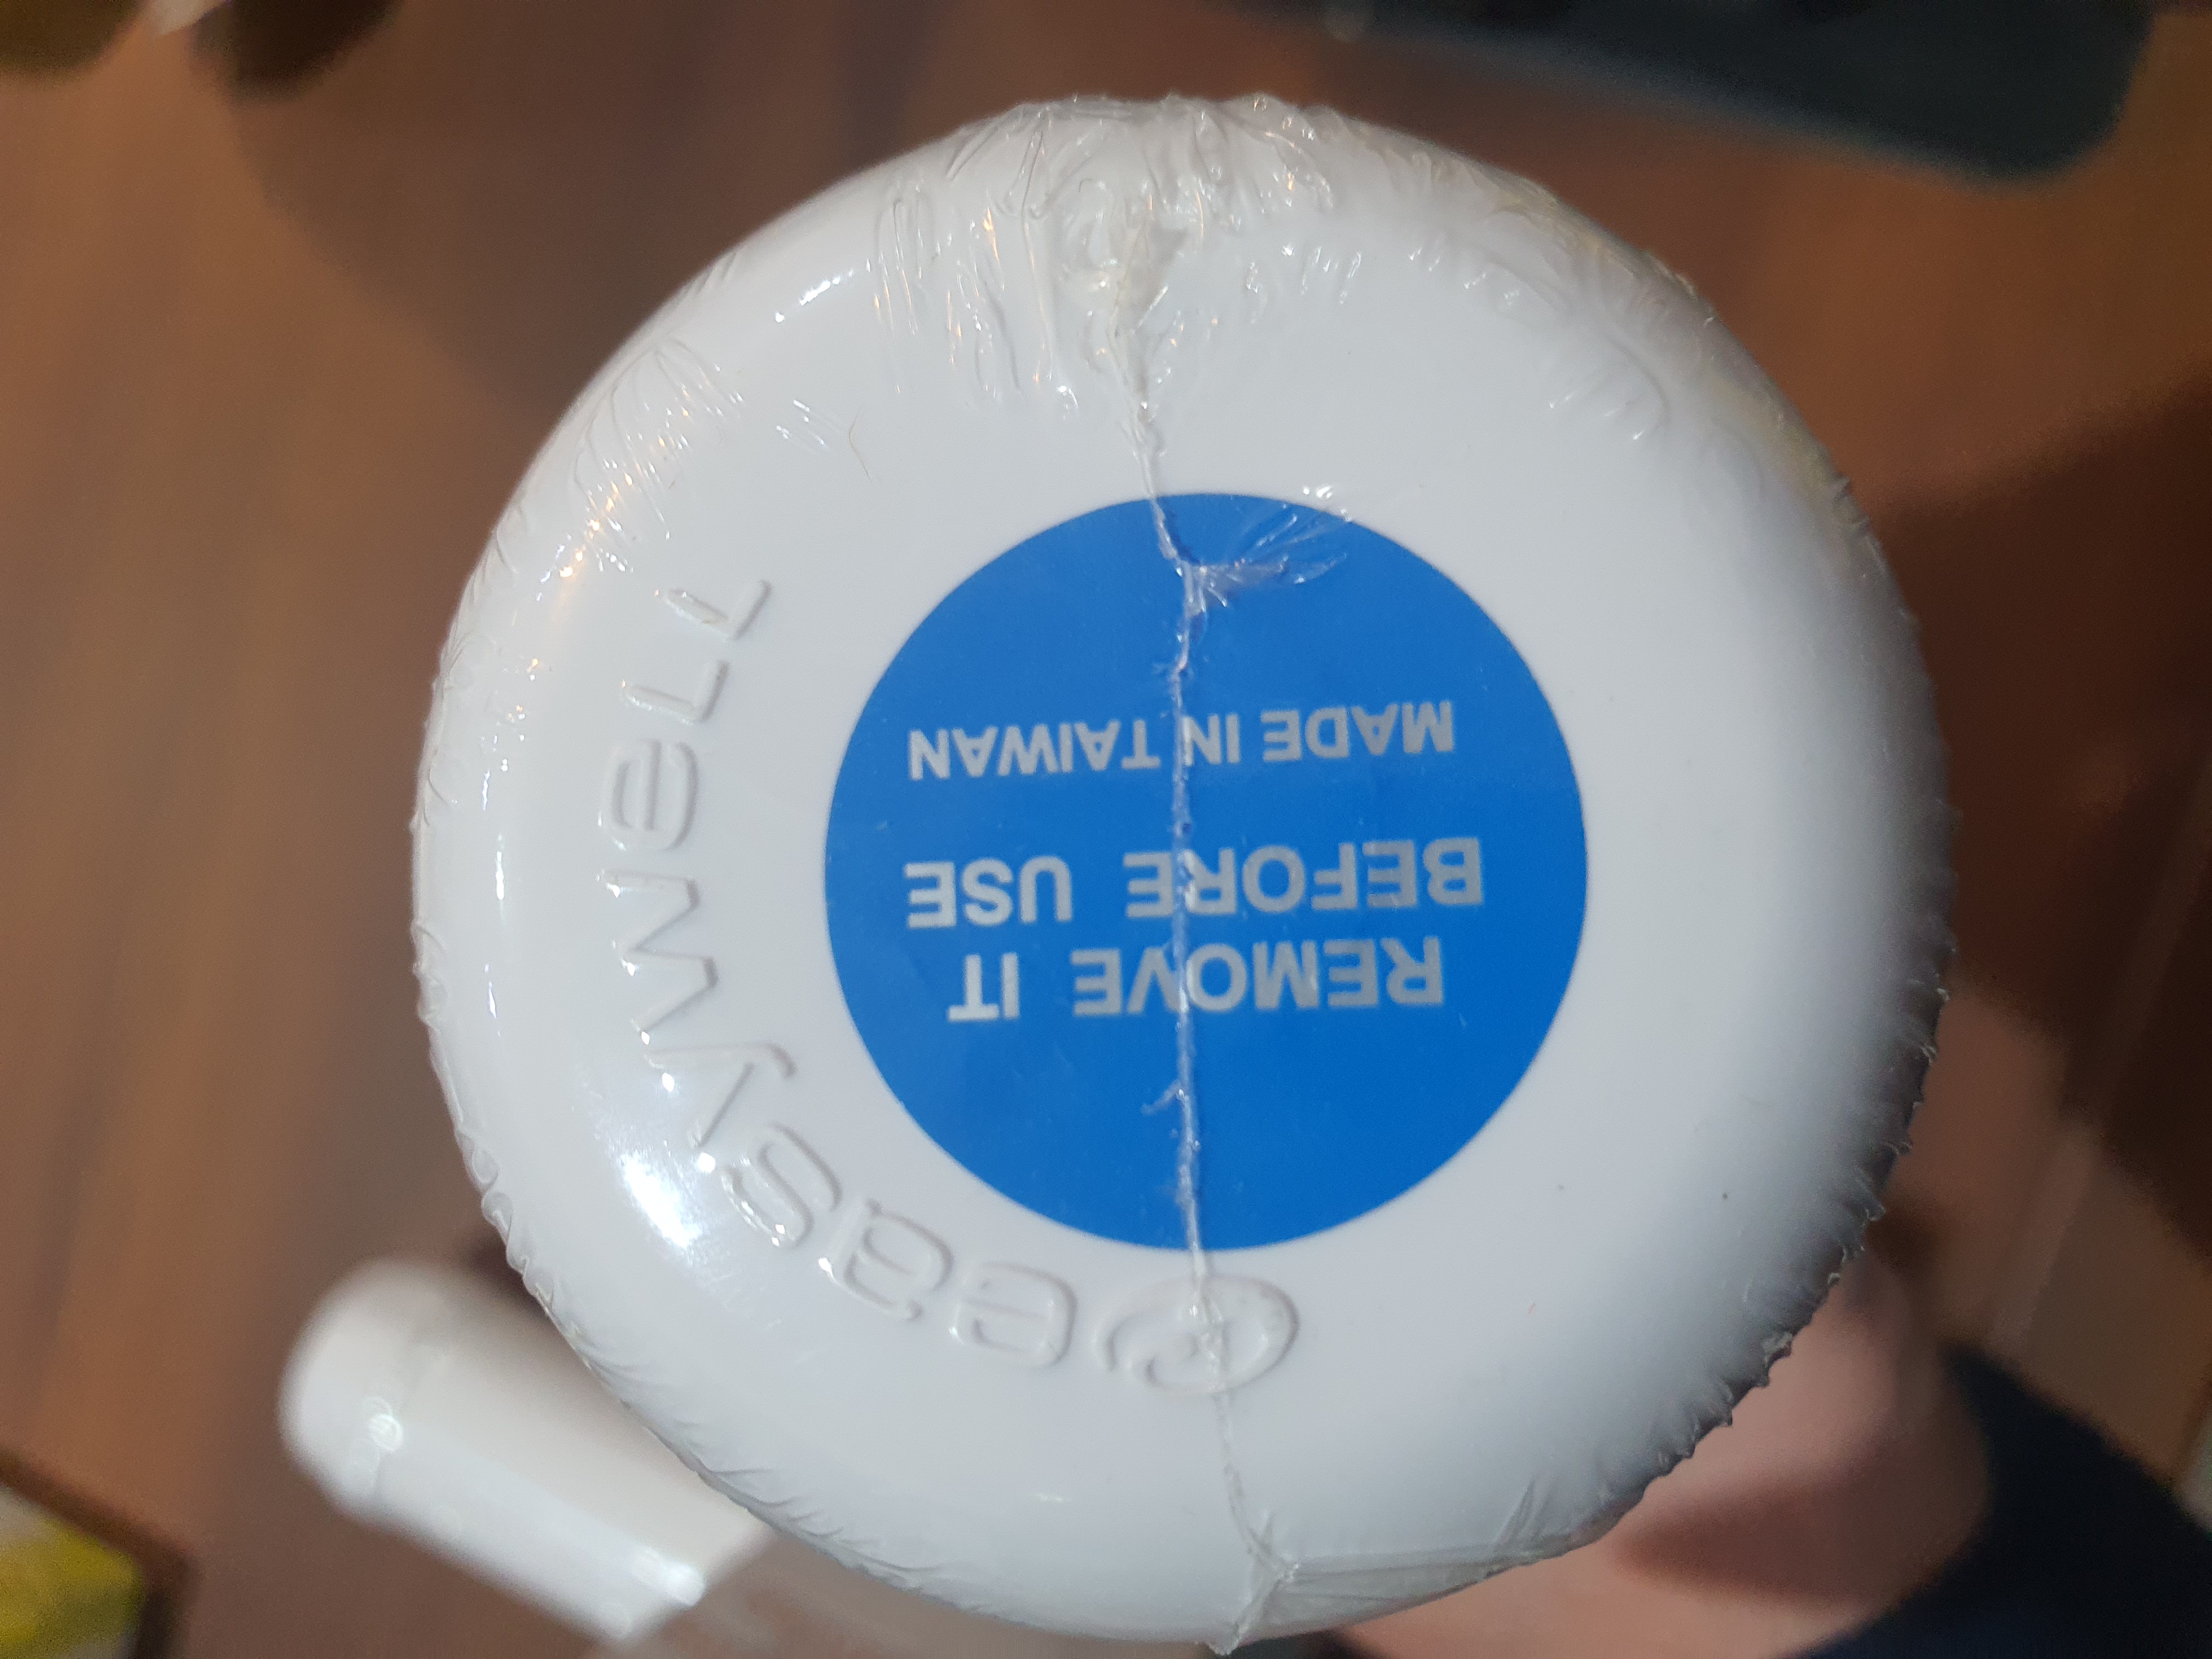 REMOVE IT
BEFORE USE
MADE IN TAIWAN
easywell